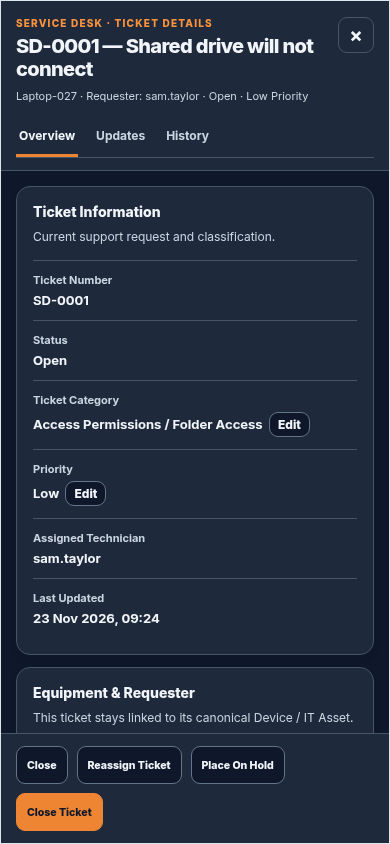 SERVICE DESK · TICKET DETAILS
SD-0001 — Shared drive will not
connect
×
Laptop-027 · Requester: sam.taylor · Open · Low Priority
Overview Updates History
Ticket Information
Current support request and classification.
Ticket Number
SD-0001
Status
Open
Ticket Category
Access Permissions / Folder Access Edit
Priority
Low Edit
Assigned Technician
sam.taylor
Last Updated
23 Nov 2026, 09:24
Equipment & Requester
This ticket stays linked to its canonical Device / IT Asset.
Close Reassign Ticket Place On Hold
Close Ticket